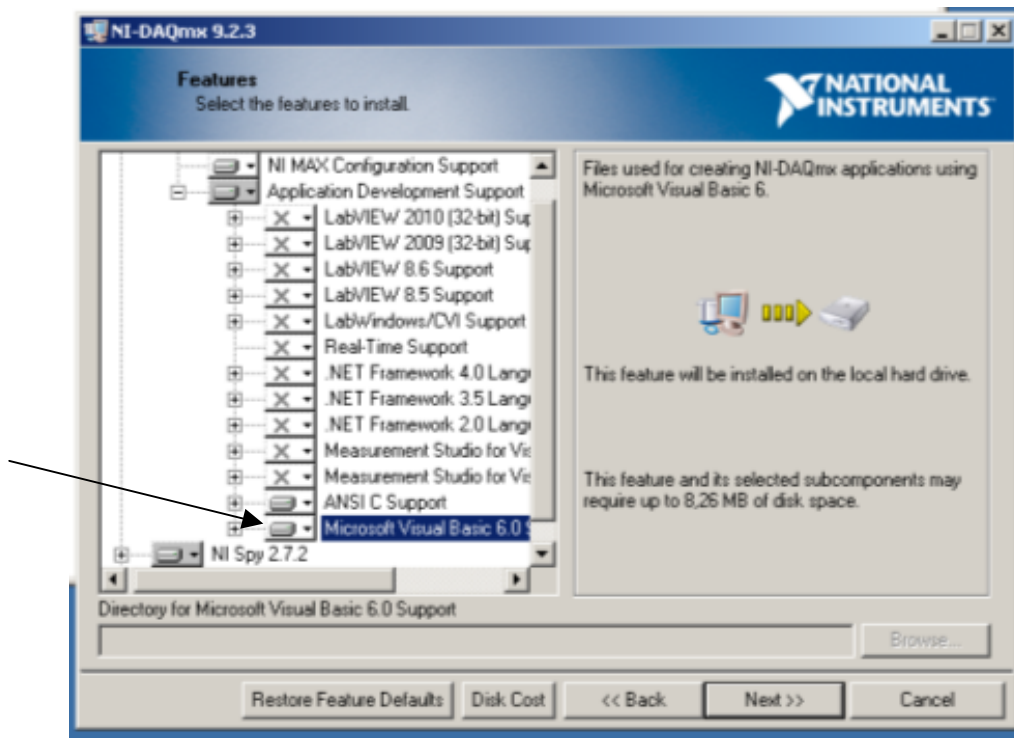 NI-DAQmx 9.2.3
Features
Select the features to install.
NATIONAL
INSTRUMENTS
NI MAX Configuration Support
Application Development Support
LabVIEW 2010 (32-bit) Sup
LabVIEW 2009 (32-bit) Sup
LabVIEW 8.6 Support
LabVIEW 8.5 Support
LabWindows/CVI Support
Real-Time Support
.NET Framework 4.0 Langu
.NET Framework 3.5 Langu
.NET Framework 2.0 Langu
Measurement Studio for Vis
Measurement Studio for Vis
ANSI C Support
Microsoft Visual Basic 6.0 S
NI Spy 2.7.2
Files used for creating NI-DAQmx applications using
Microsoft Visual Basic 6.
This feature will be installed on the local hard drive.
This feature and its selected subcomponents may
require up to 8,26 MB of disk space.
Directory for Microsoft Visual Basic 6.0 Support
Browse...
Restore Feature Defaults
Disk Cost
<< Back
Next >>
Cancel